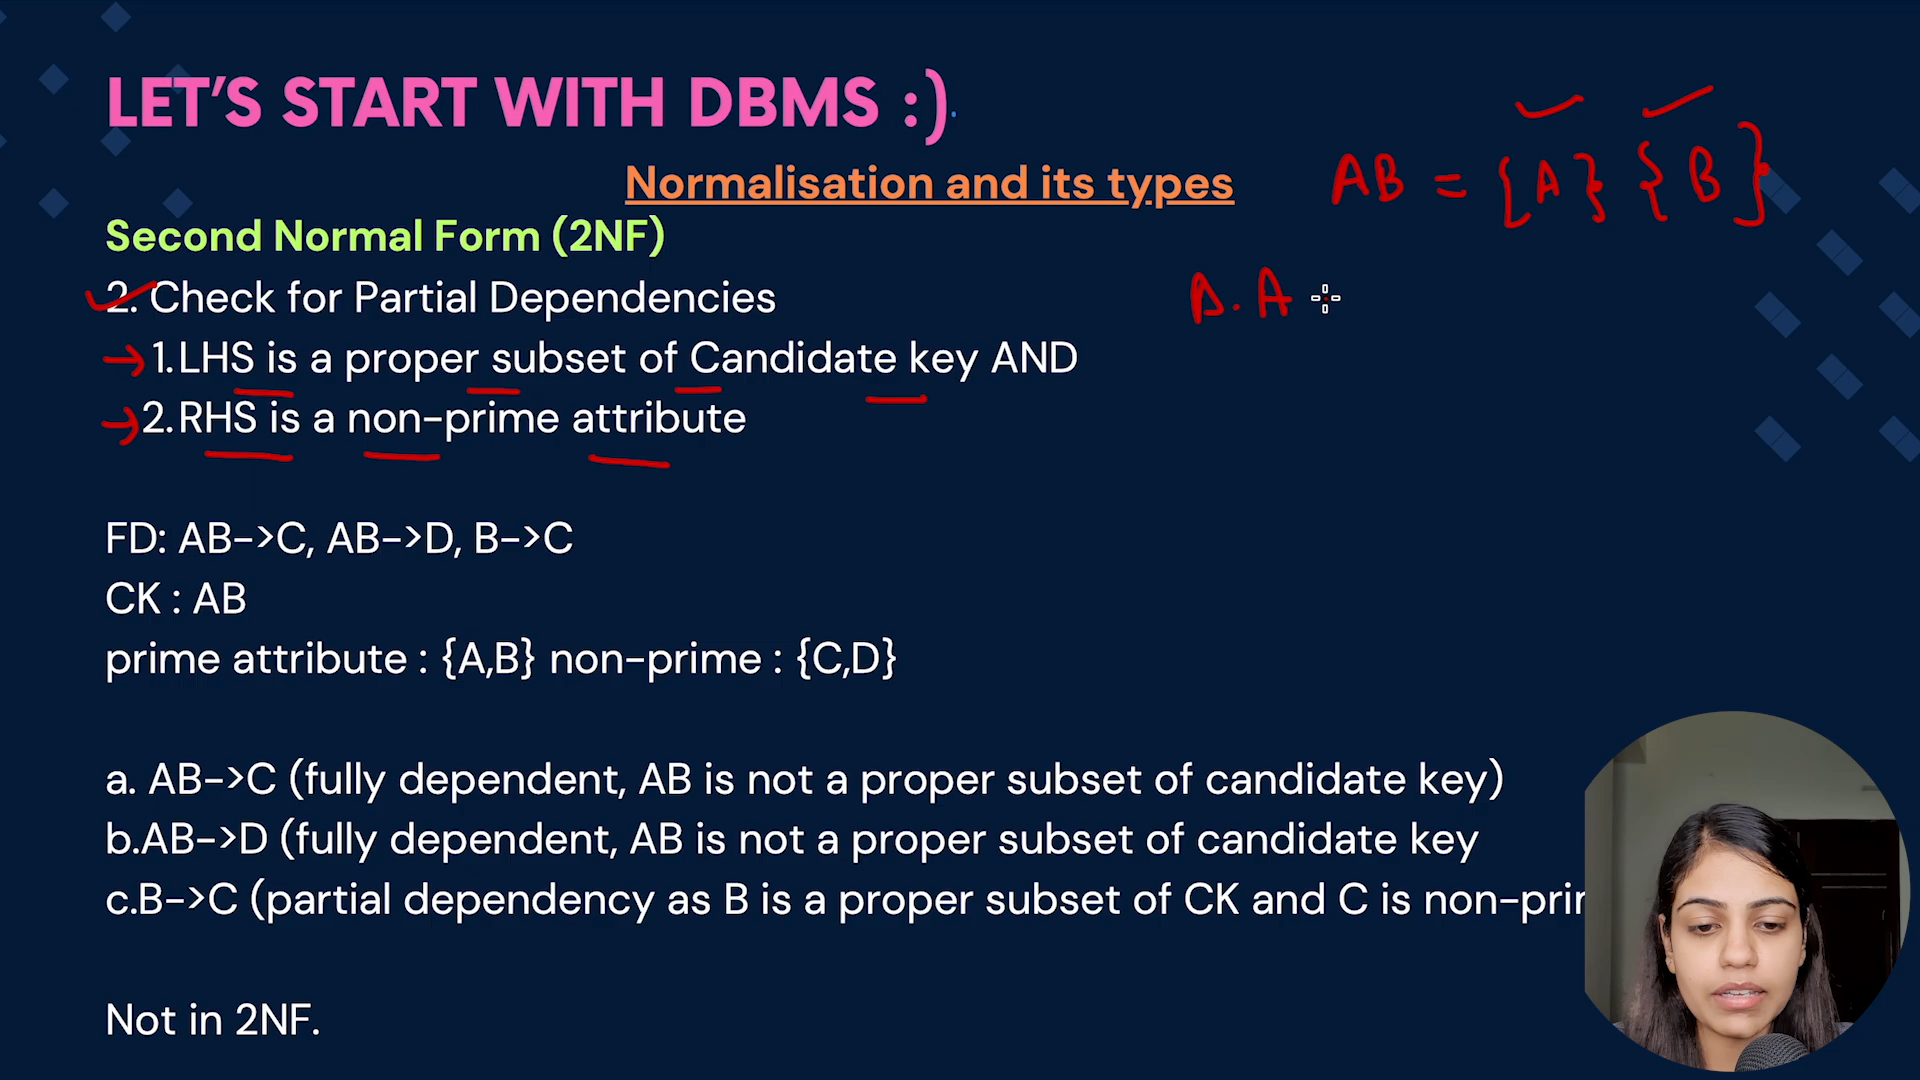 LET'S START WITH DBMS :)
Normalisation and its types
AB = {A} {B}
Second Normal Form (2NF)
2. Check for Partial Dependencies
A
1. LHS is a proper subset of Candidate key AND
2. RHS is a non-prime attribute
FD: AB->C, AB->D, B->C
CK : AB
prime attribute : {A,B} non-prime : {C,D}
a. AB->C (fully dependent, AB is not a proper subset of candidate key)
b.AB->D (fully dependent, AB is not a proper subset of candidate key
c.B->C (partial dependency as B is a proper subset of CK and C is
Not in 2NF.